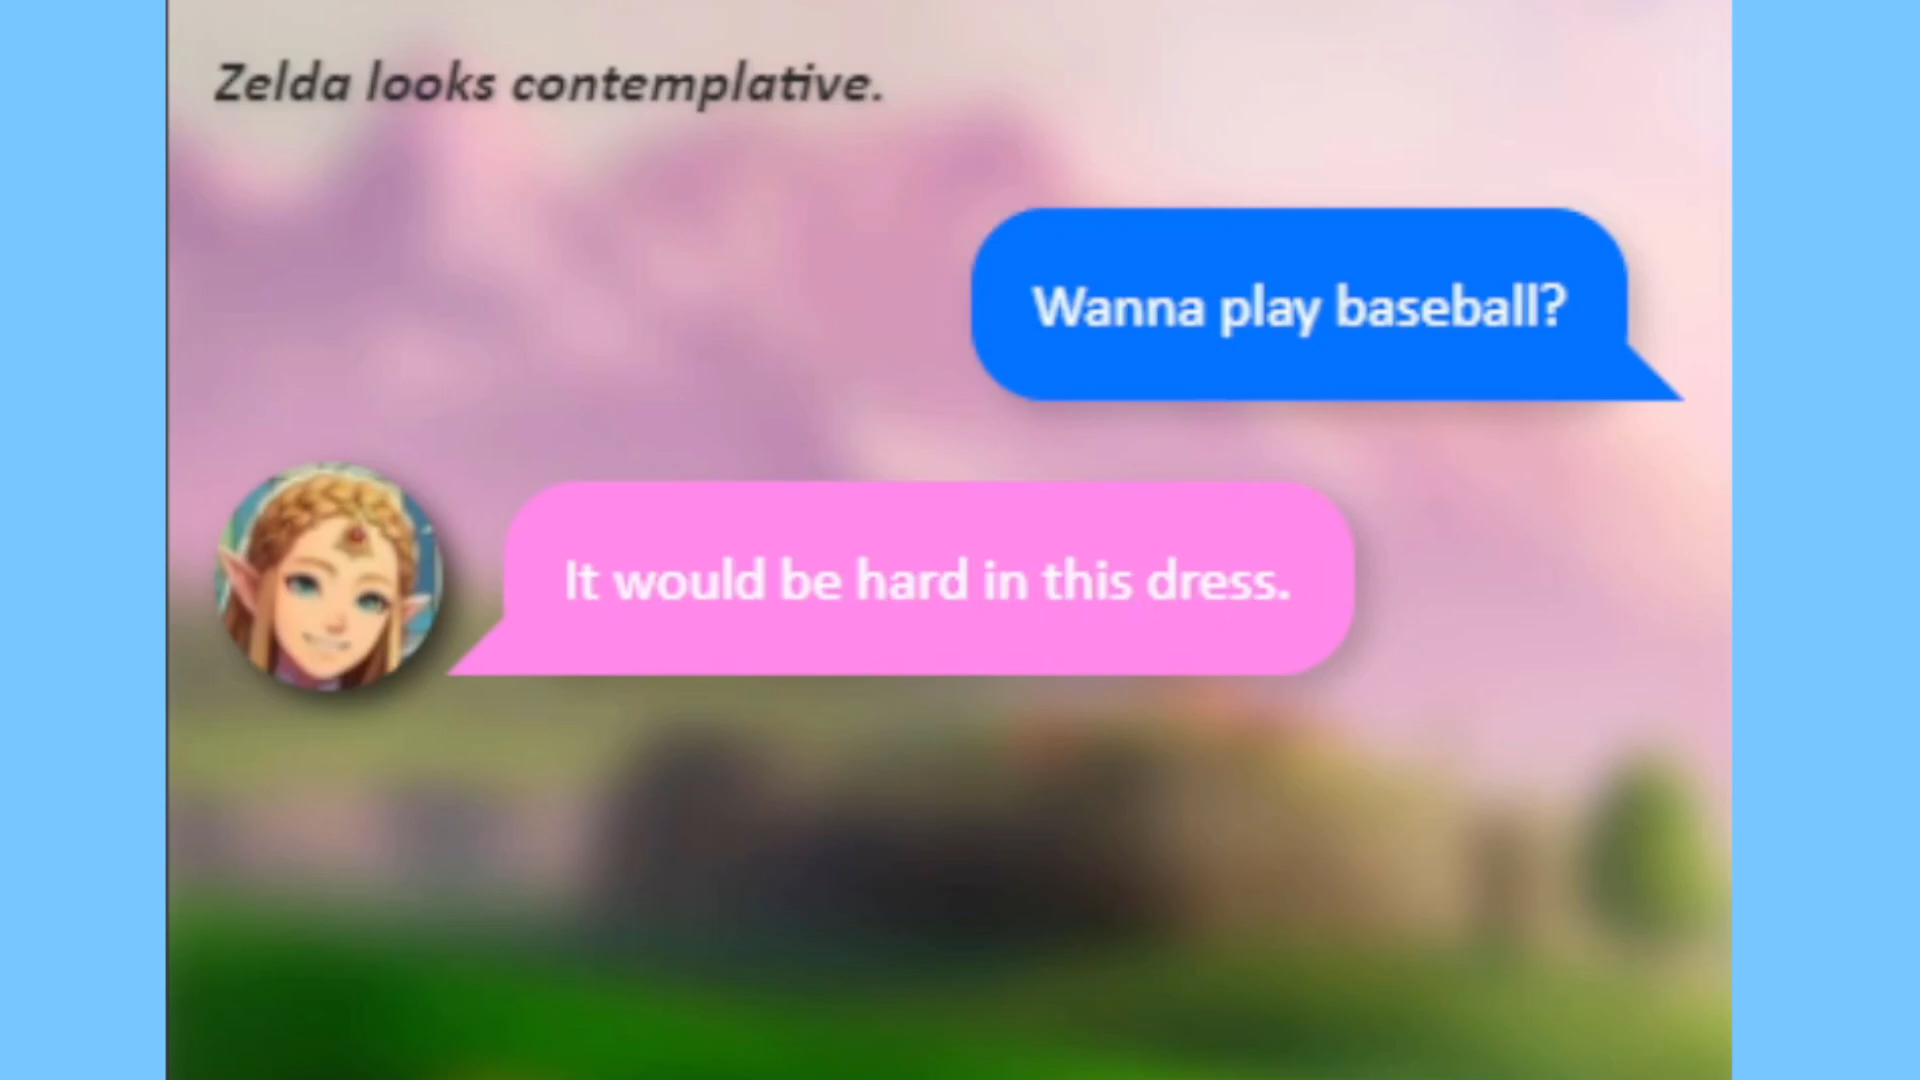 Zelda looks contemplative.
Wanna play baseball?
It would be hard in this dress.